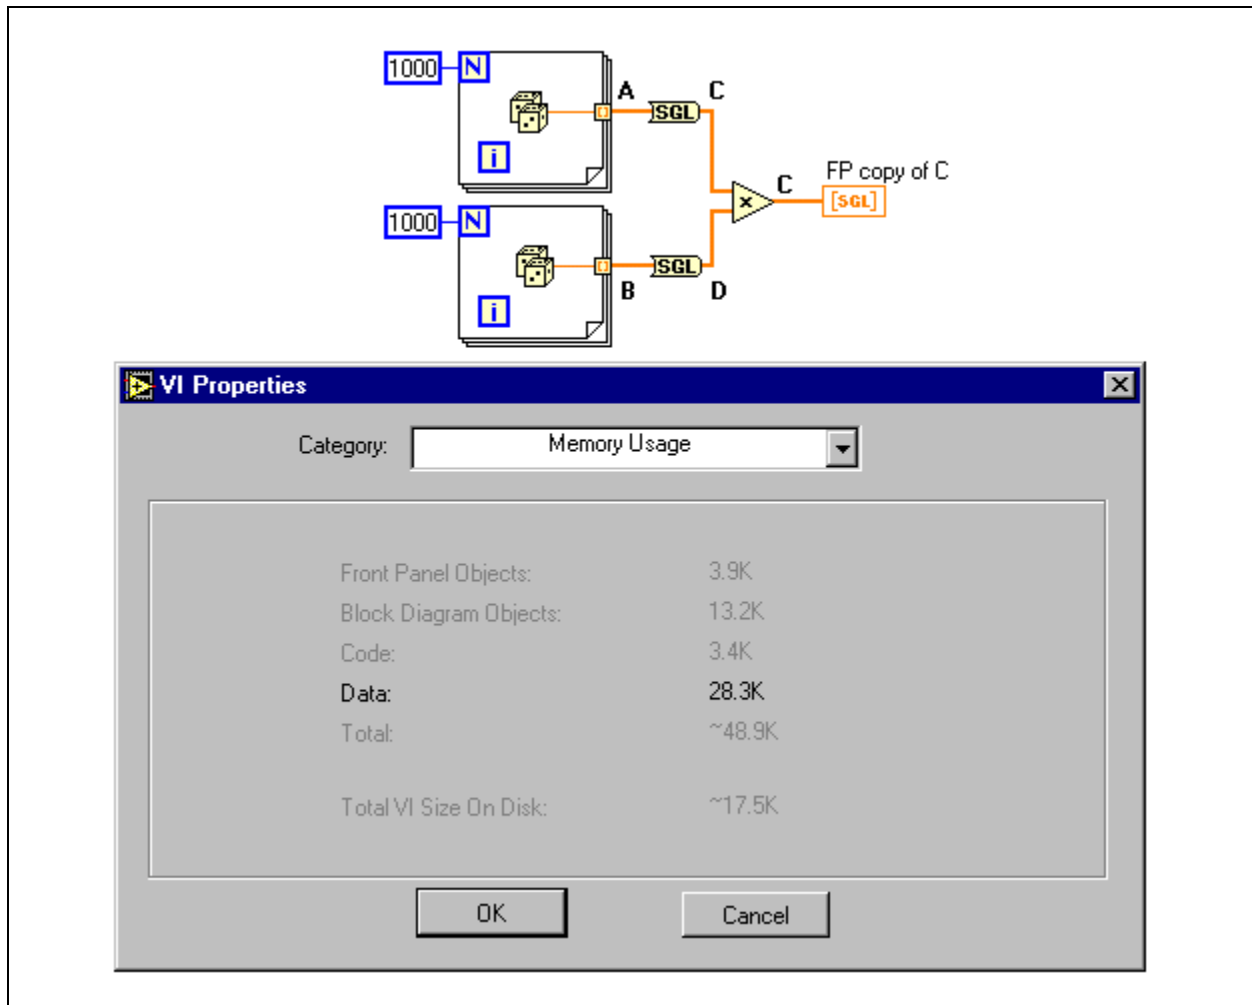 1000 N
A
SGL
C
i
FP copy of C
C
[SGL]
x
1000 N
SGL
B
D
i
VI Properties
Category: Memory Usage
Front Panel Objects: 3.9K
Block Diagram Objects: 13.2K
Code: 3.4K
Data: 28.3K
Total: ~48.9K
Total VI Size On Disk: ~17.5K
OK Cancel